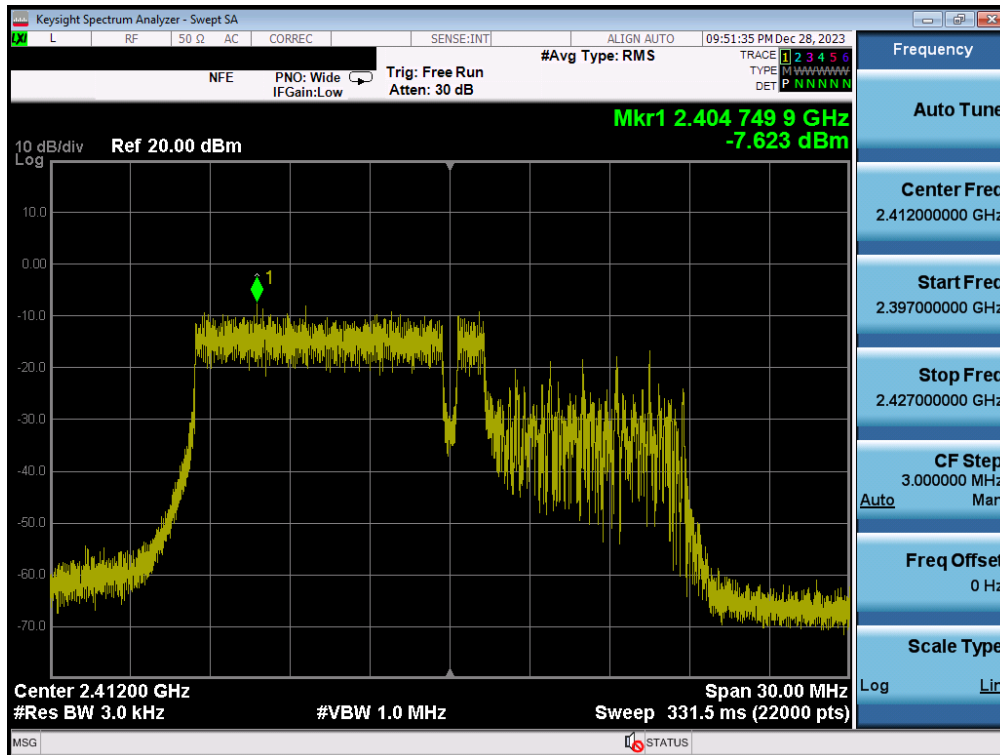 Keysight Spectrum Analyzer - Swept SA
LXI L RF 50 Ω AC CORREC SENSE:INT ALIGN AUTO 09:51:35 PM Dec 28, 2023
NFE PNO: Wide Trig: Free Run #Avg Type: RMS TRACE 1 2 3 4 5 6
IFGain:Low Atten: 30 dB TYPE M W W W W W
DET P N N N N N
Mkr1 2.404 749 9 GHz
-7.623 dBm
10 dB/div Ref 20.00 dBm
Log
10.0
0.00
-10.0
-20.0
-30.0
-40.0
-50.0
-60.0
-70.0
1
Center 2.41200 GHz Span 30.00 MHz
#Res BW 3.0 kHz #VBW 1.0 MHz Sweep 331.5 ms (22000 pts)
MSG STATUS
Frequency
Auto Tune
Center Freq
2.412000000 GHz
Start Freq
2.397000000 GHz
Stop Freq
2.427000000 GHz
CF Step
3.000000 MHz
Auto Man
Freq Offset
0 Hz
Scale Type
Log Lin